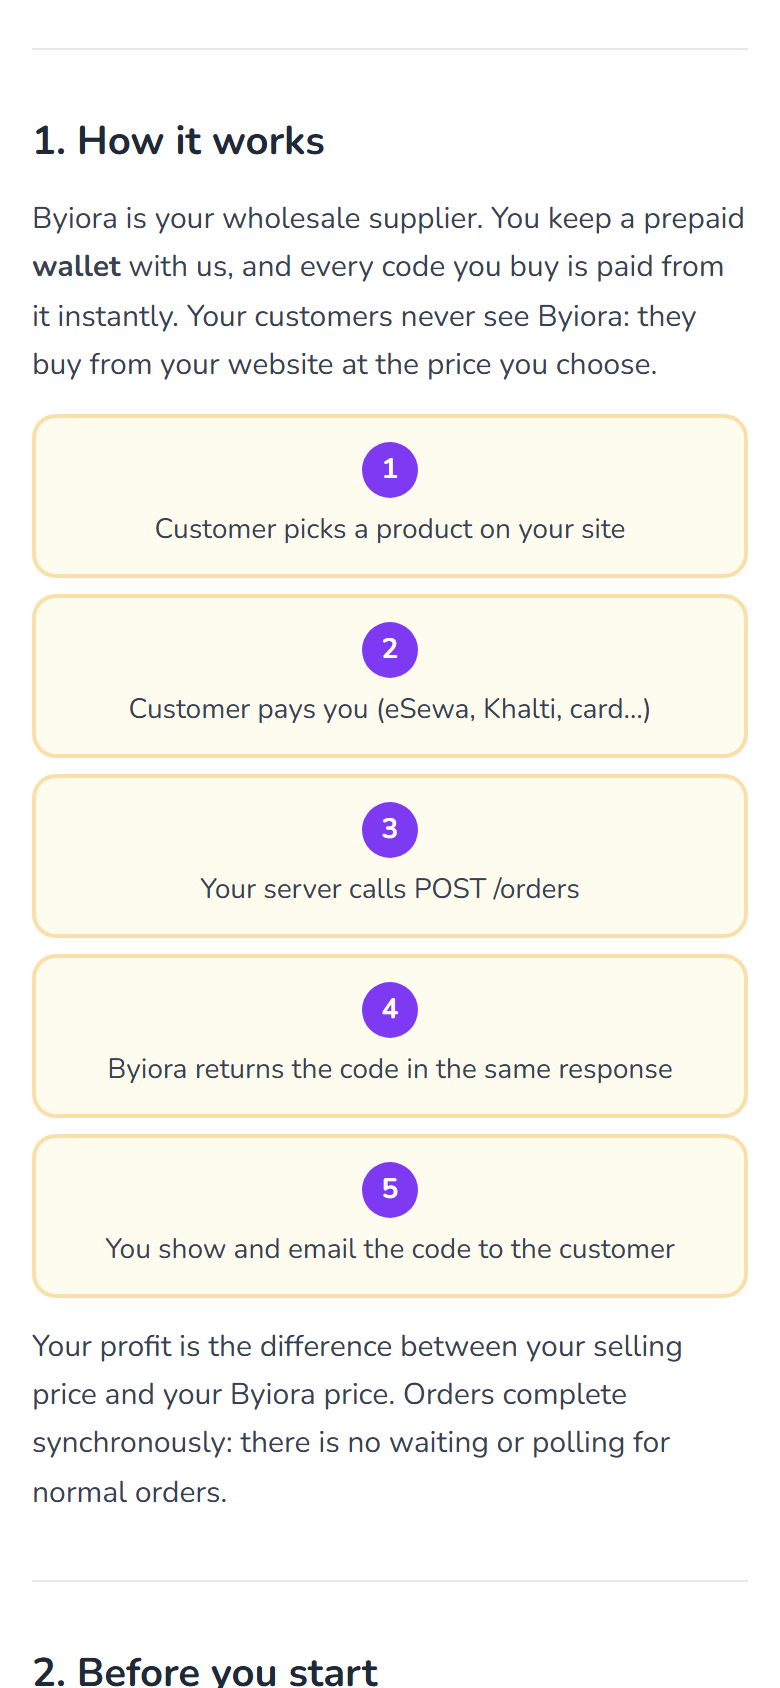 1. How it works
Byiora is your wholesale supplier. You keep a prepaid
wallet with us, and every code you buy is paid from
it instantly. Your customers never see Byiora: they
buy from your website at the price you choose.
1
Customer picks a product on your site
2
Customer pays you (eSewa, Khalti, card...)
3
Your server calls POST /orders
4
Byiora returns the code in the same response
5
You show and email the code to the customer
Your profit is the difference between your selling
price and your Byiora price. Orders complete
synchronously: there is no waiting or polling for
normal orders.
2. Before you start